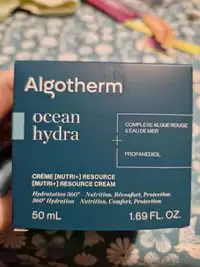 Algotherm
ocean
hydra
COMPLEXE ALGUE ROUGE
& EAU DE MER
+
PROPANEDIOL
CRÈME [NUTRI+] RESOURCE
[NUTRI+] RESOURCE CREAM
Hydratation 360° Nutrition, Réconfort, Protection
360° Hydration Nutrition, Comfort, Protection
50 mL 1.69 FL. OZ.